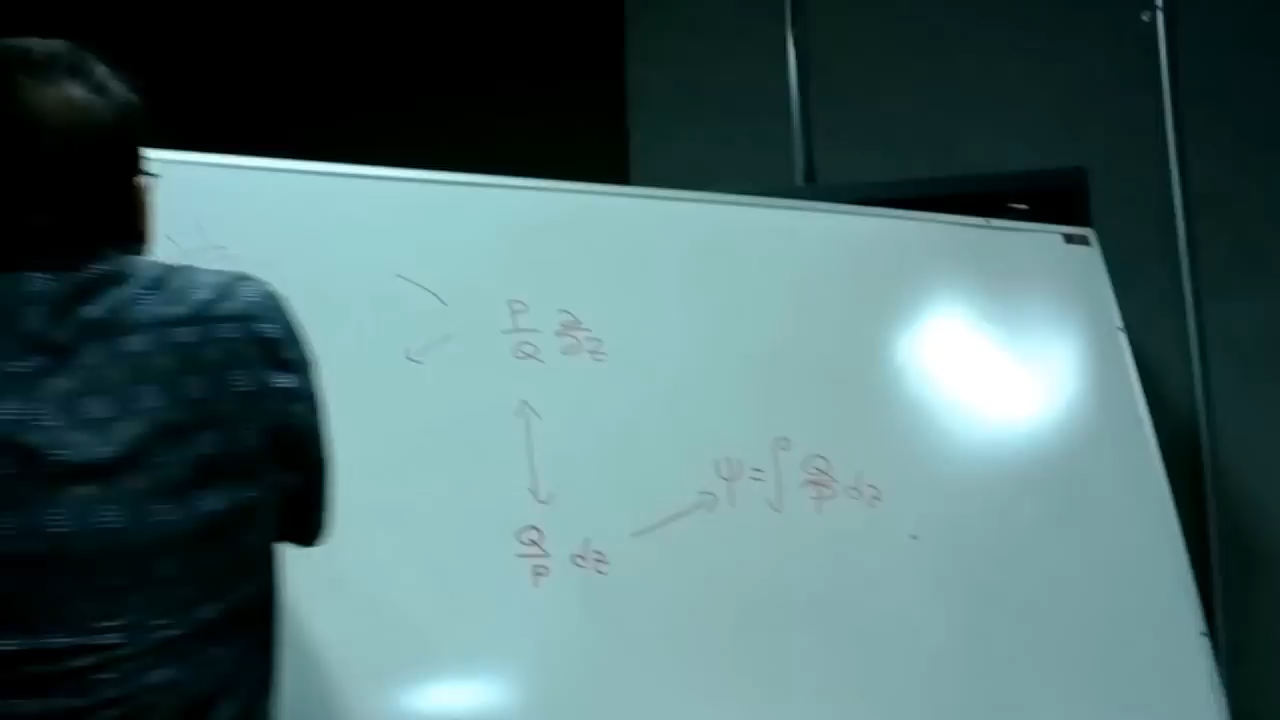 P/Q ∂/∂z
ψ = ∫ Q/P dz
Q/P dz